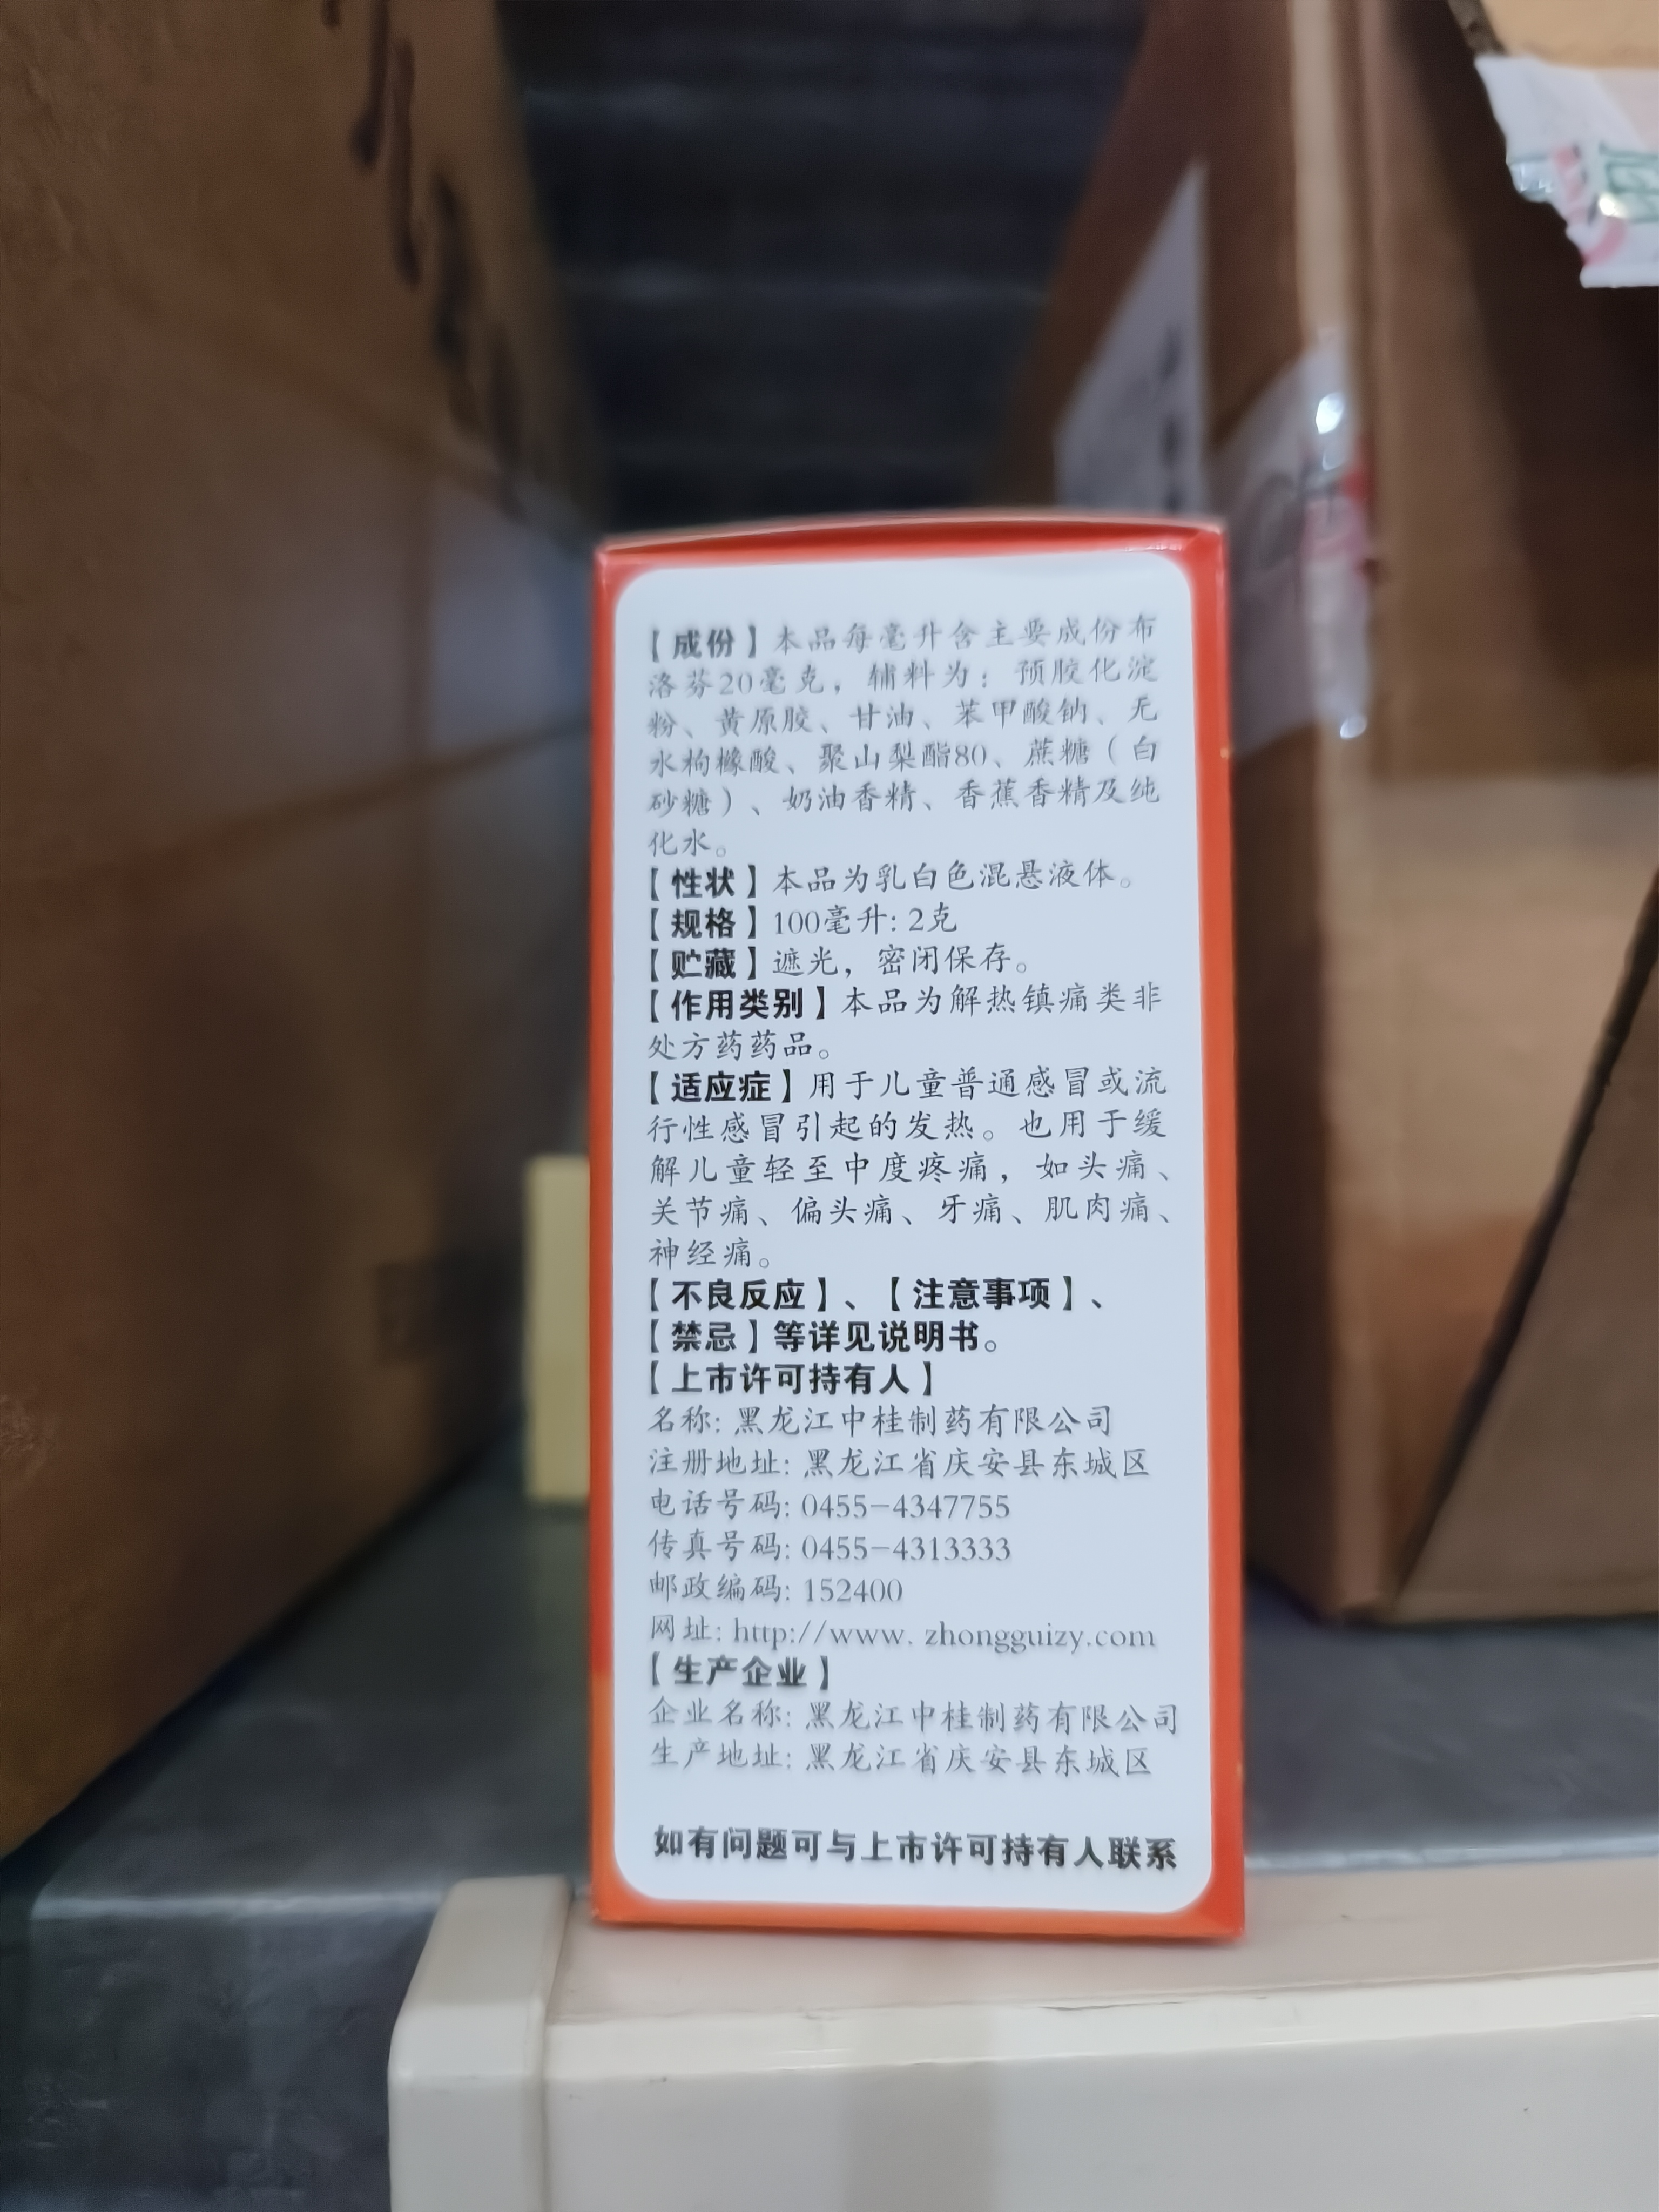 【成份】本品每毫升含主要成份布
洛芬20毫克，辅料为：预胶化淀
粉、黄原胶、甘油、苯甲酸钠、无
水枸橼酸、聚山梨酯80、蔗糖（白
砂糖）、奶油香精、香蕉香精及纯
化水。
【性状】本品为乳白色混悬液体。
【规格】100毫升: 2克
【贮藏】遮光，密闭保存。
【作用类别】本品为解热镇痛类非
处方药药品。
【适应症】用于儿童普通感冒或流
行性感冒引起的发热。也用于缓
解儿童轻至中度疼痛，如头痛、
关节痛、偏头痛、牙痛、肌肉痛、
神经痛。
【不良反应】、【注意事项】、
【禁忌】等详见说明书。
【上市许可持有人】
名称: 黑龙江中桂制药有限公司
注册地址: 黑龙江省庆安县东城区
电话号码: 0455-4347755
传真号码: 0455-4313333
邮政编码: 152400
网址: http://www. zhongguizy.com
【生产企业】
企业名称: 黑龙江中桂制药有限公司
生产地址: 黑龙江省庆安县东城区
如有问题可与上市许可持有人联系